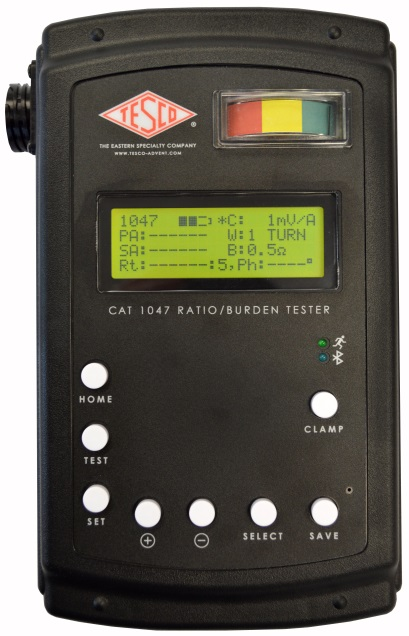 TESCO ®
THE EASTERN SPECIALTY COMPANY
WWW.TESCO-ADVENT.COM
1047 *C: 1mV/A
PA:------ W:1 TURN
SA:------ B:0.5Ω
Rt:------:5,Ph:----°
CAT 1047 RATIO/BURDEN TESTER
HOME
CLAMP
TEST
SET
+
−
SELECT
SAVE